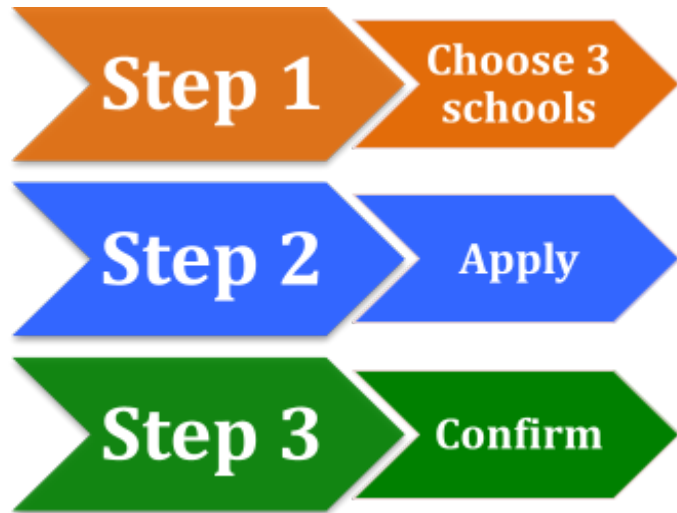 Step 1
Choose 3
schools
Step 2
Apply
Step 3
Confirm